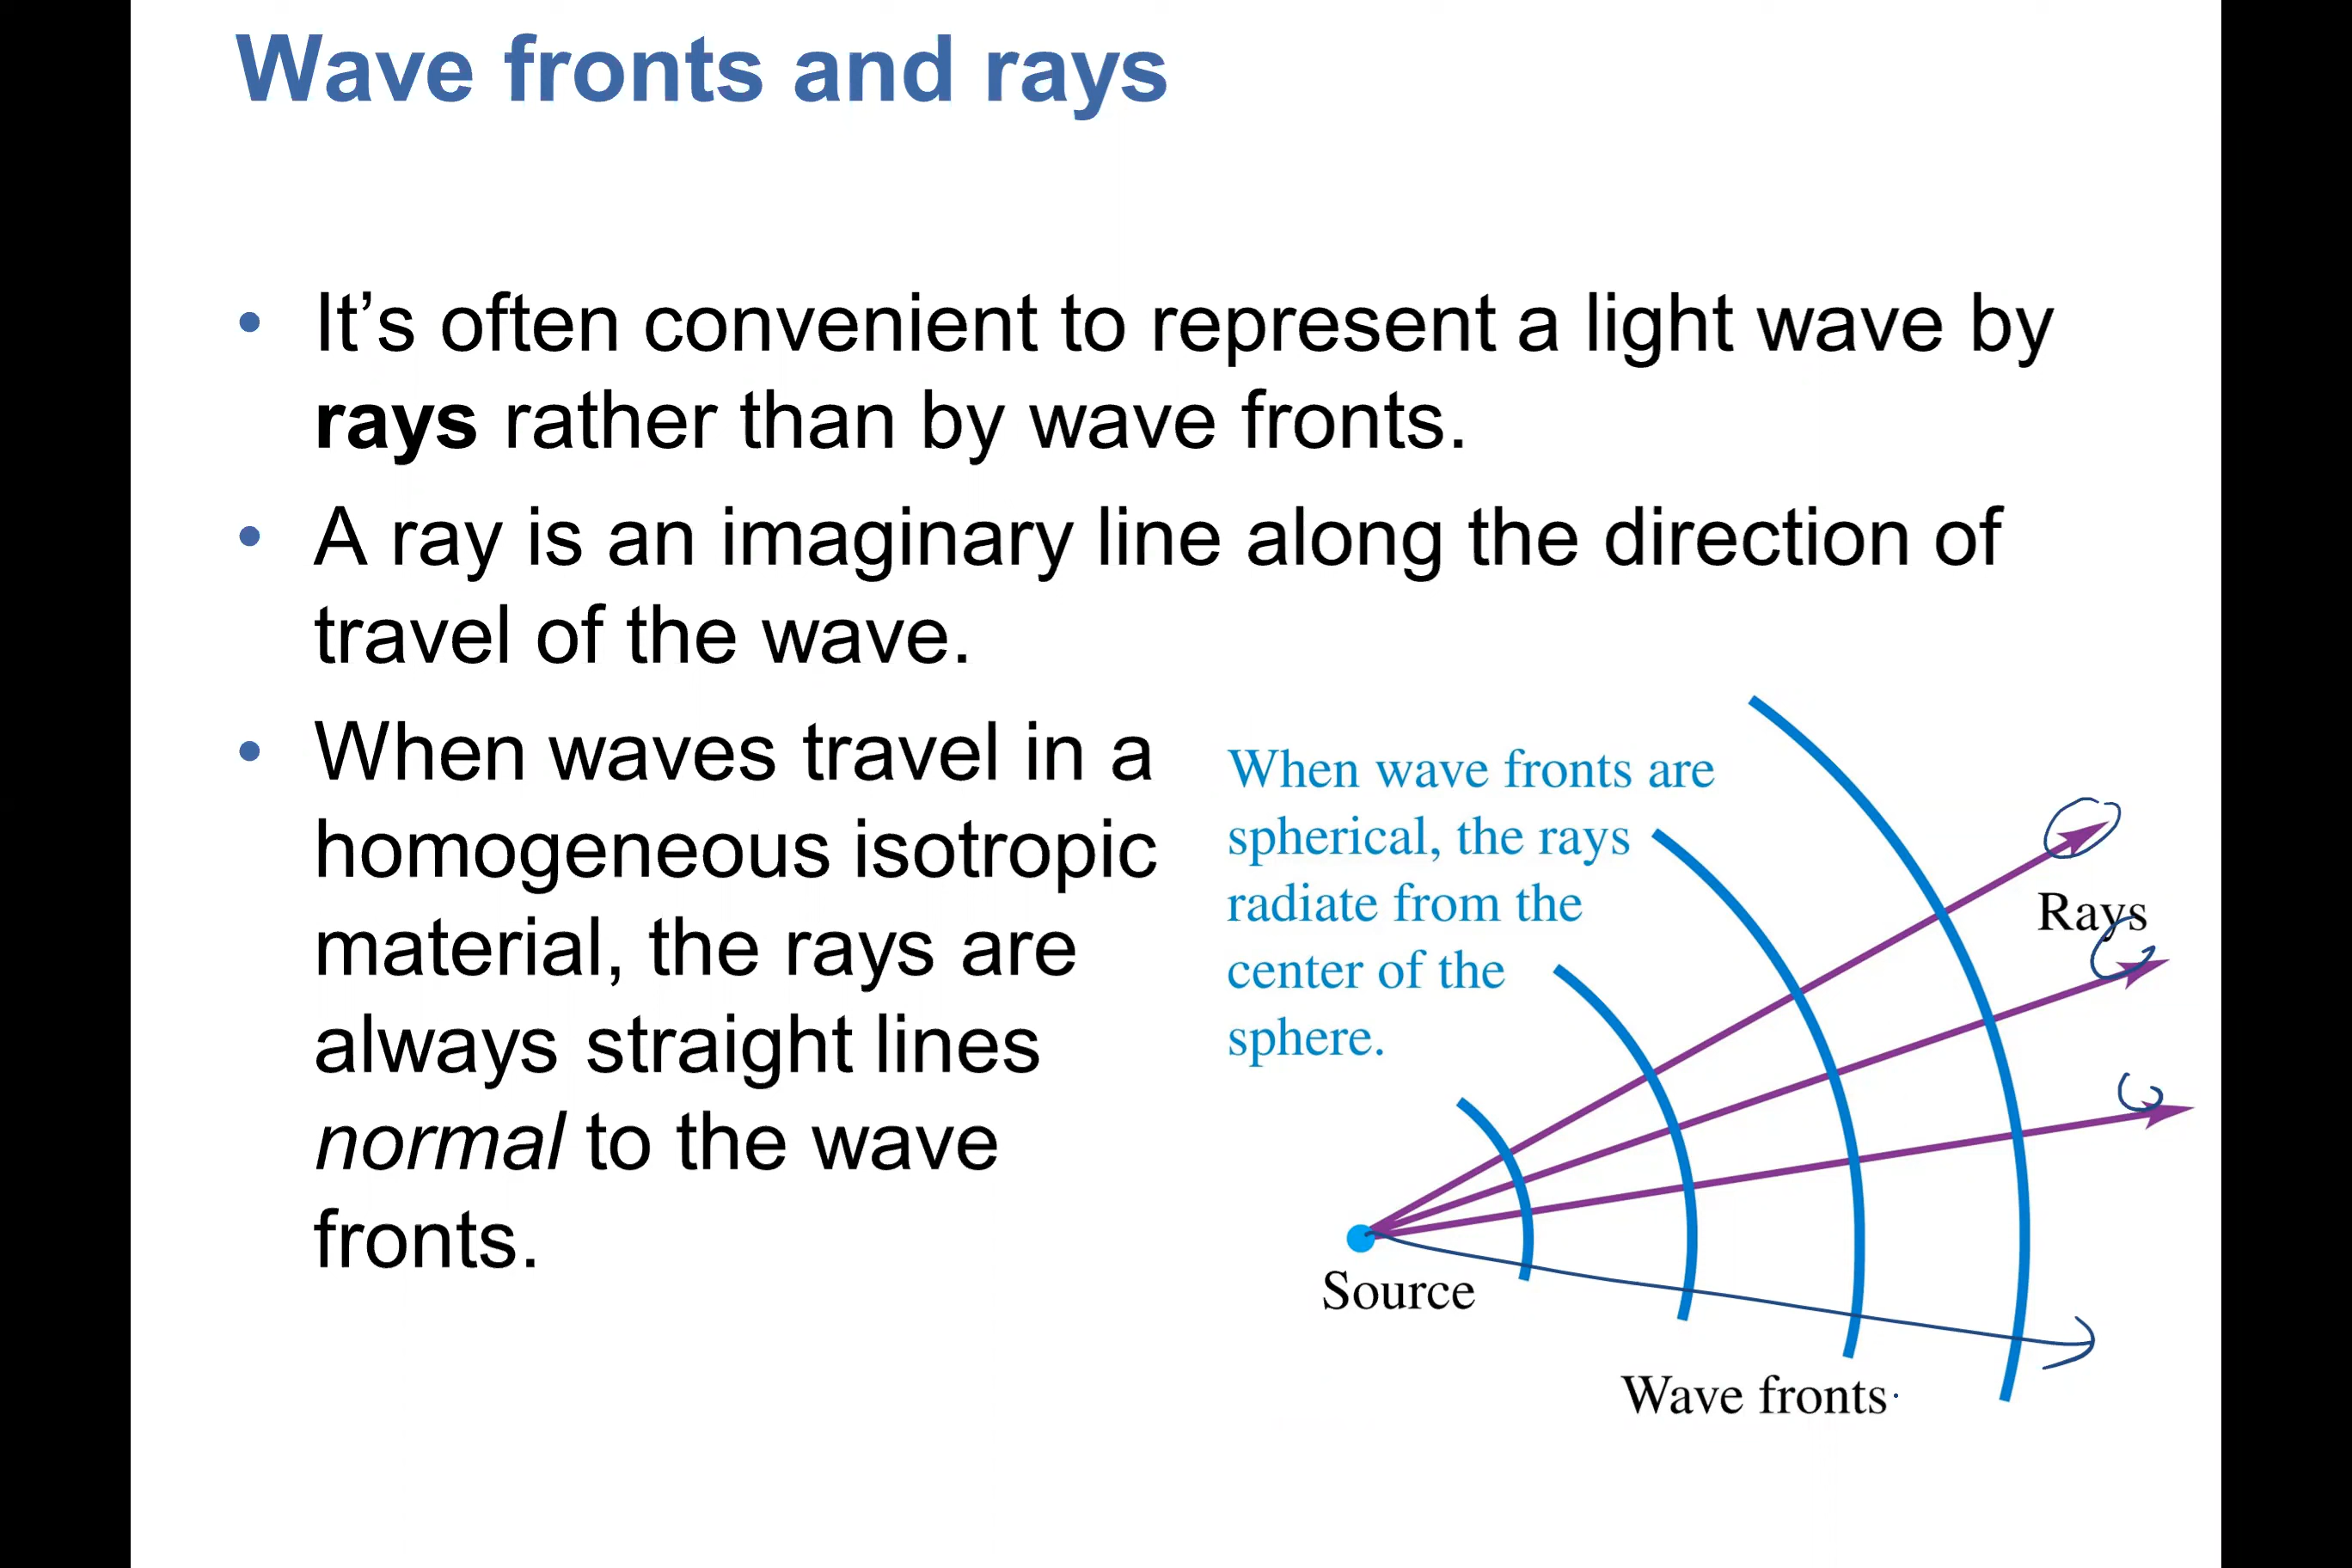 Wave fronts and rays
• It’s often convenient to represent a light wave by
rays rather than by wave fronts.
• A ray is an imaginary line along the direction of
travel of the wave.
• When waves travel in a
homogeneous isotropic
material, the rays are
always straight lines
normal to the wave
fronts.
When wave fronts are
spherical, the rays
radiate from the
center of the
sphere.
Rays
Source
Wave fronts